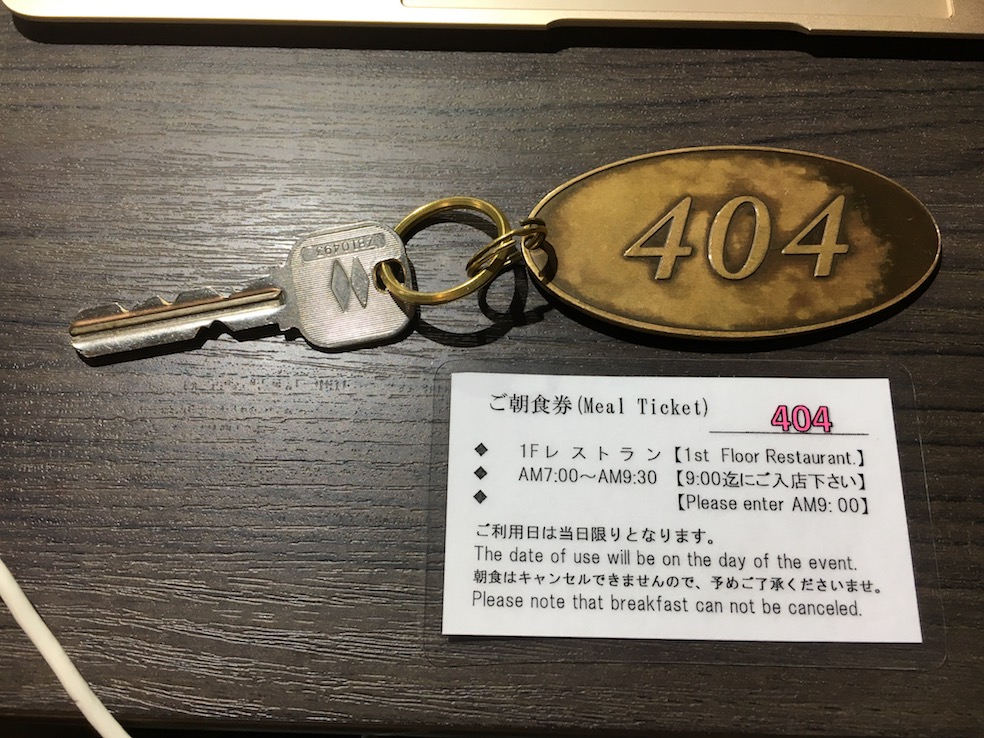 404
ZB10493
ご朝食券(Meal Ticket) 404
◆ 1Fレストラン【1st Floor Restaurant.】
◆ AM7:00～AM9:30 【9:00迄にご入店下さい】
◆ 【Please enter AM9:00】
ご利用日は当日限りとなります。
The date of use will be on the day of the event.
朝食はキャンセルできませんので、予めご了承くださいませ。
Please note that breakfast can not be canceled.